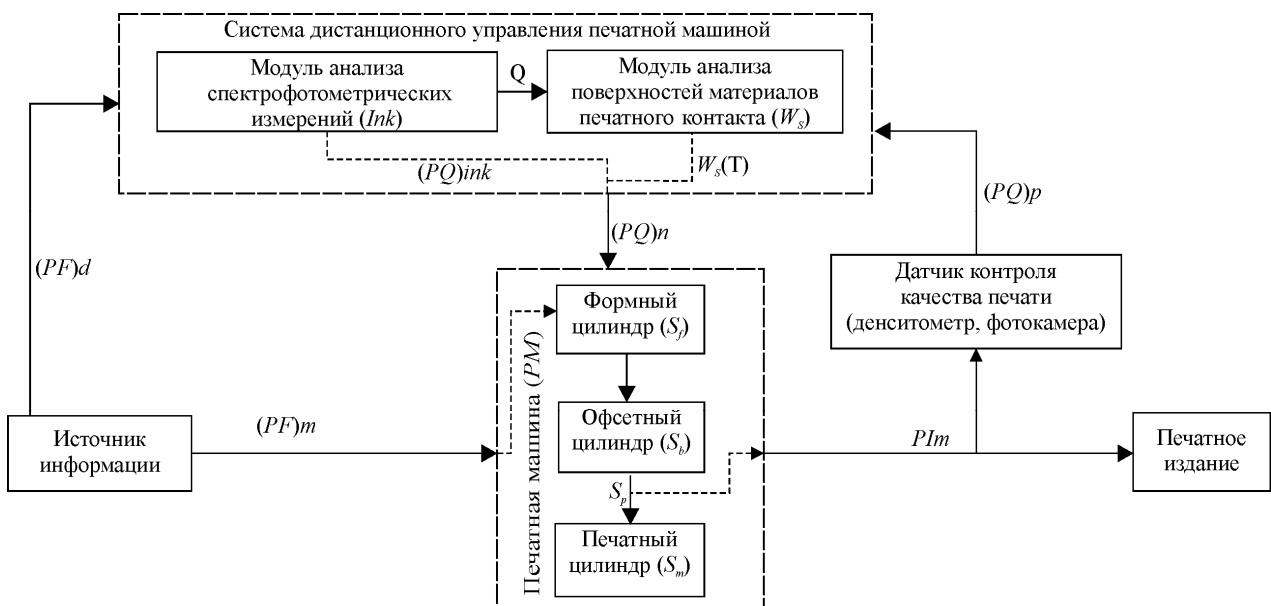 Система дистанционного управления печатной машиной
Модуль анализа
спектрофотометрических
измерений (Ink)
Q
Модуль анализа
поверхностей материалов
печатного контакта (Ws)
(PQ)ink
Ws(T)
(PQ)n
(PQ)p
(PF)d
Датчик контроля
качества печати
(денситометр, фотокамера)
Формный
цилиндр (Sf)
Печатная машина (PM)
Офсетный
цилиндр (Sb)
Sp
Печатный
цилиндр (Sm)
Источник
информации
(PF)m
PIm
Печатное
издание